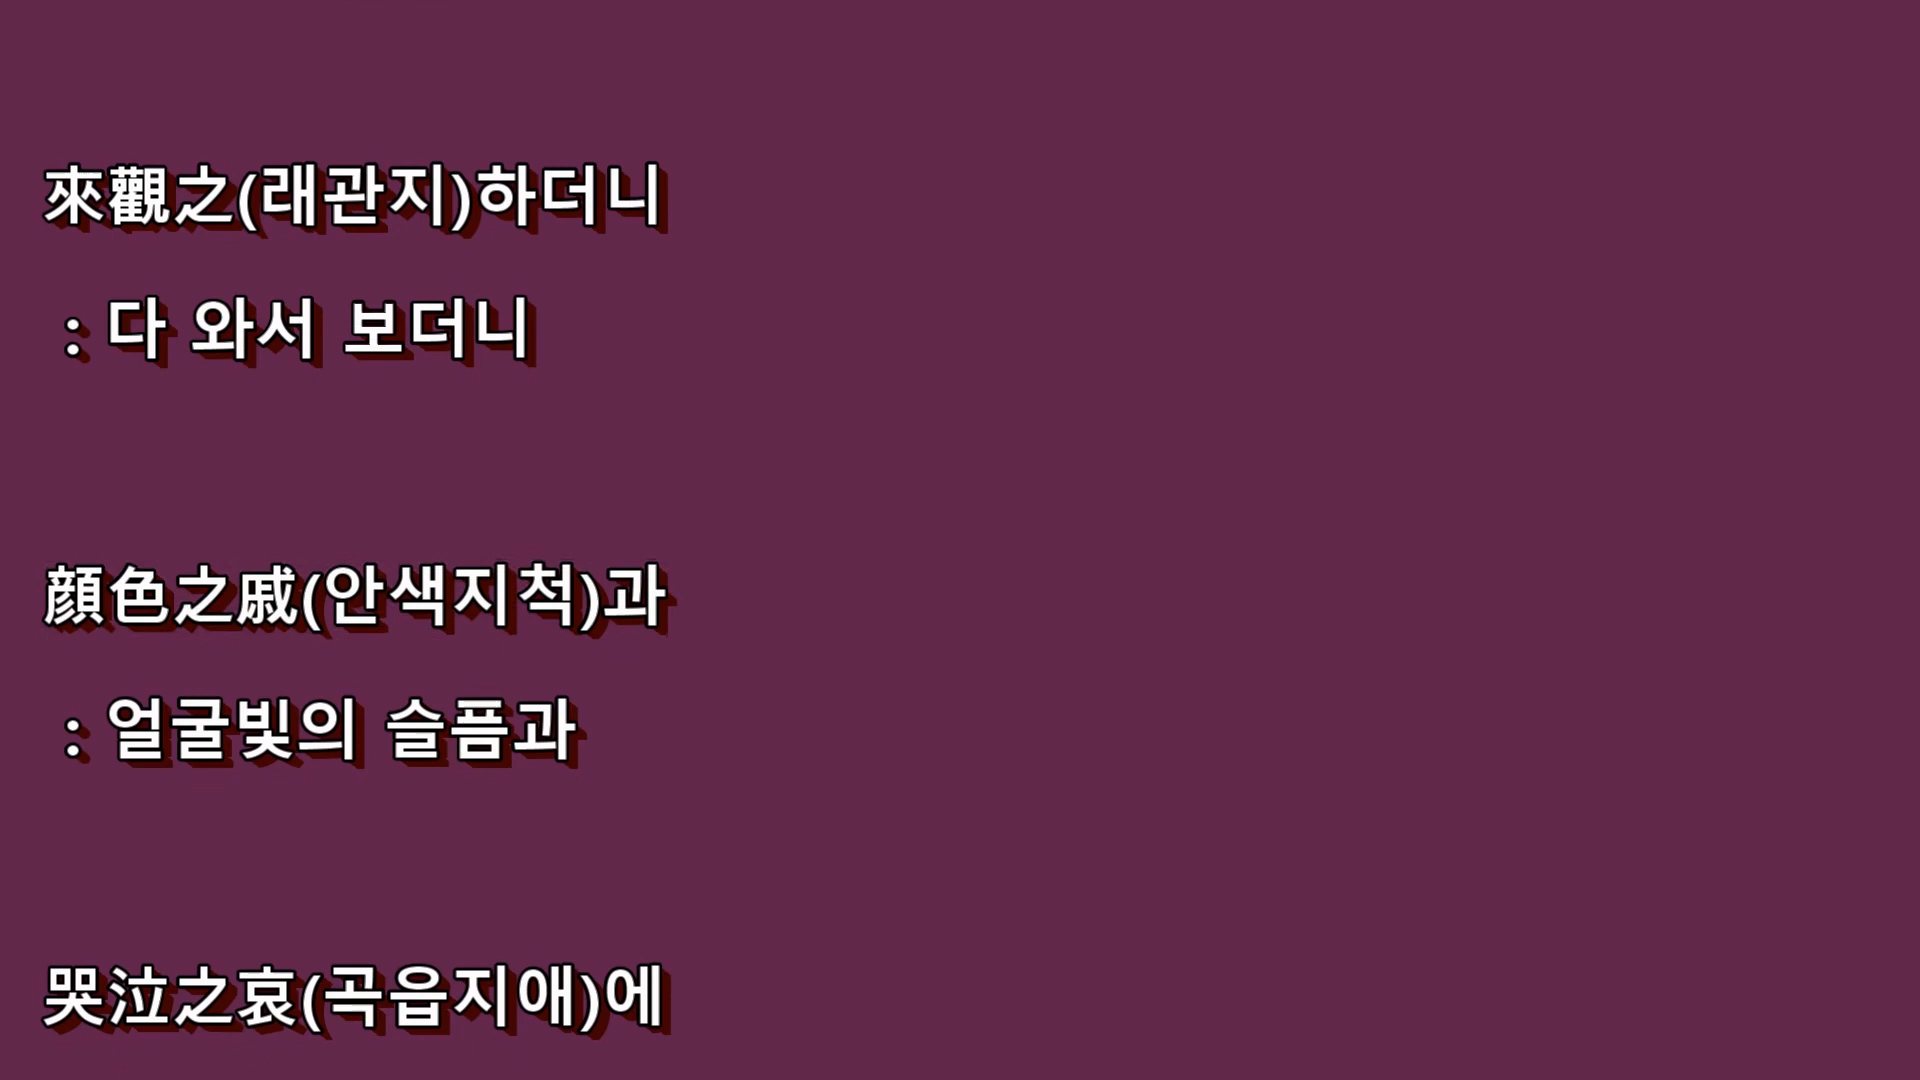 來觀之(래관지)하더니
: 다 와서 보더니
顔色之戚(안색지척)과
: 얼굴빛의 슬픔과
哭泣之哀(곡읍지애)에